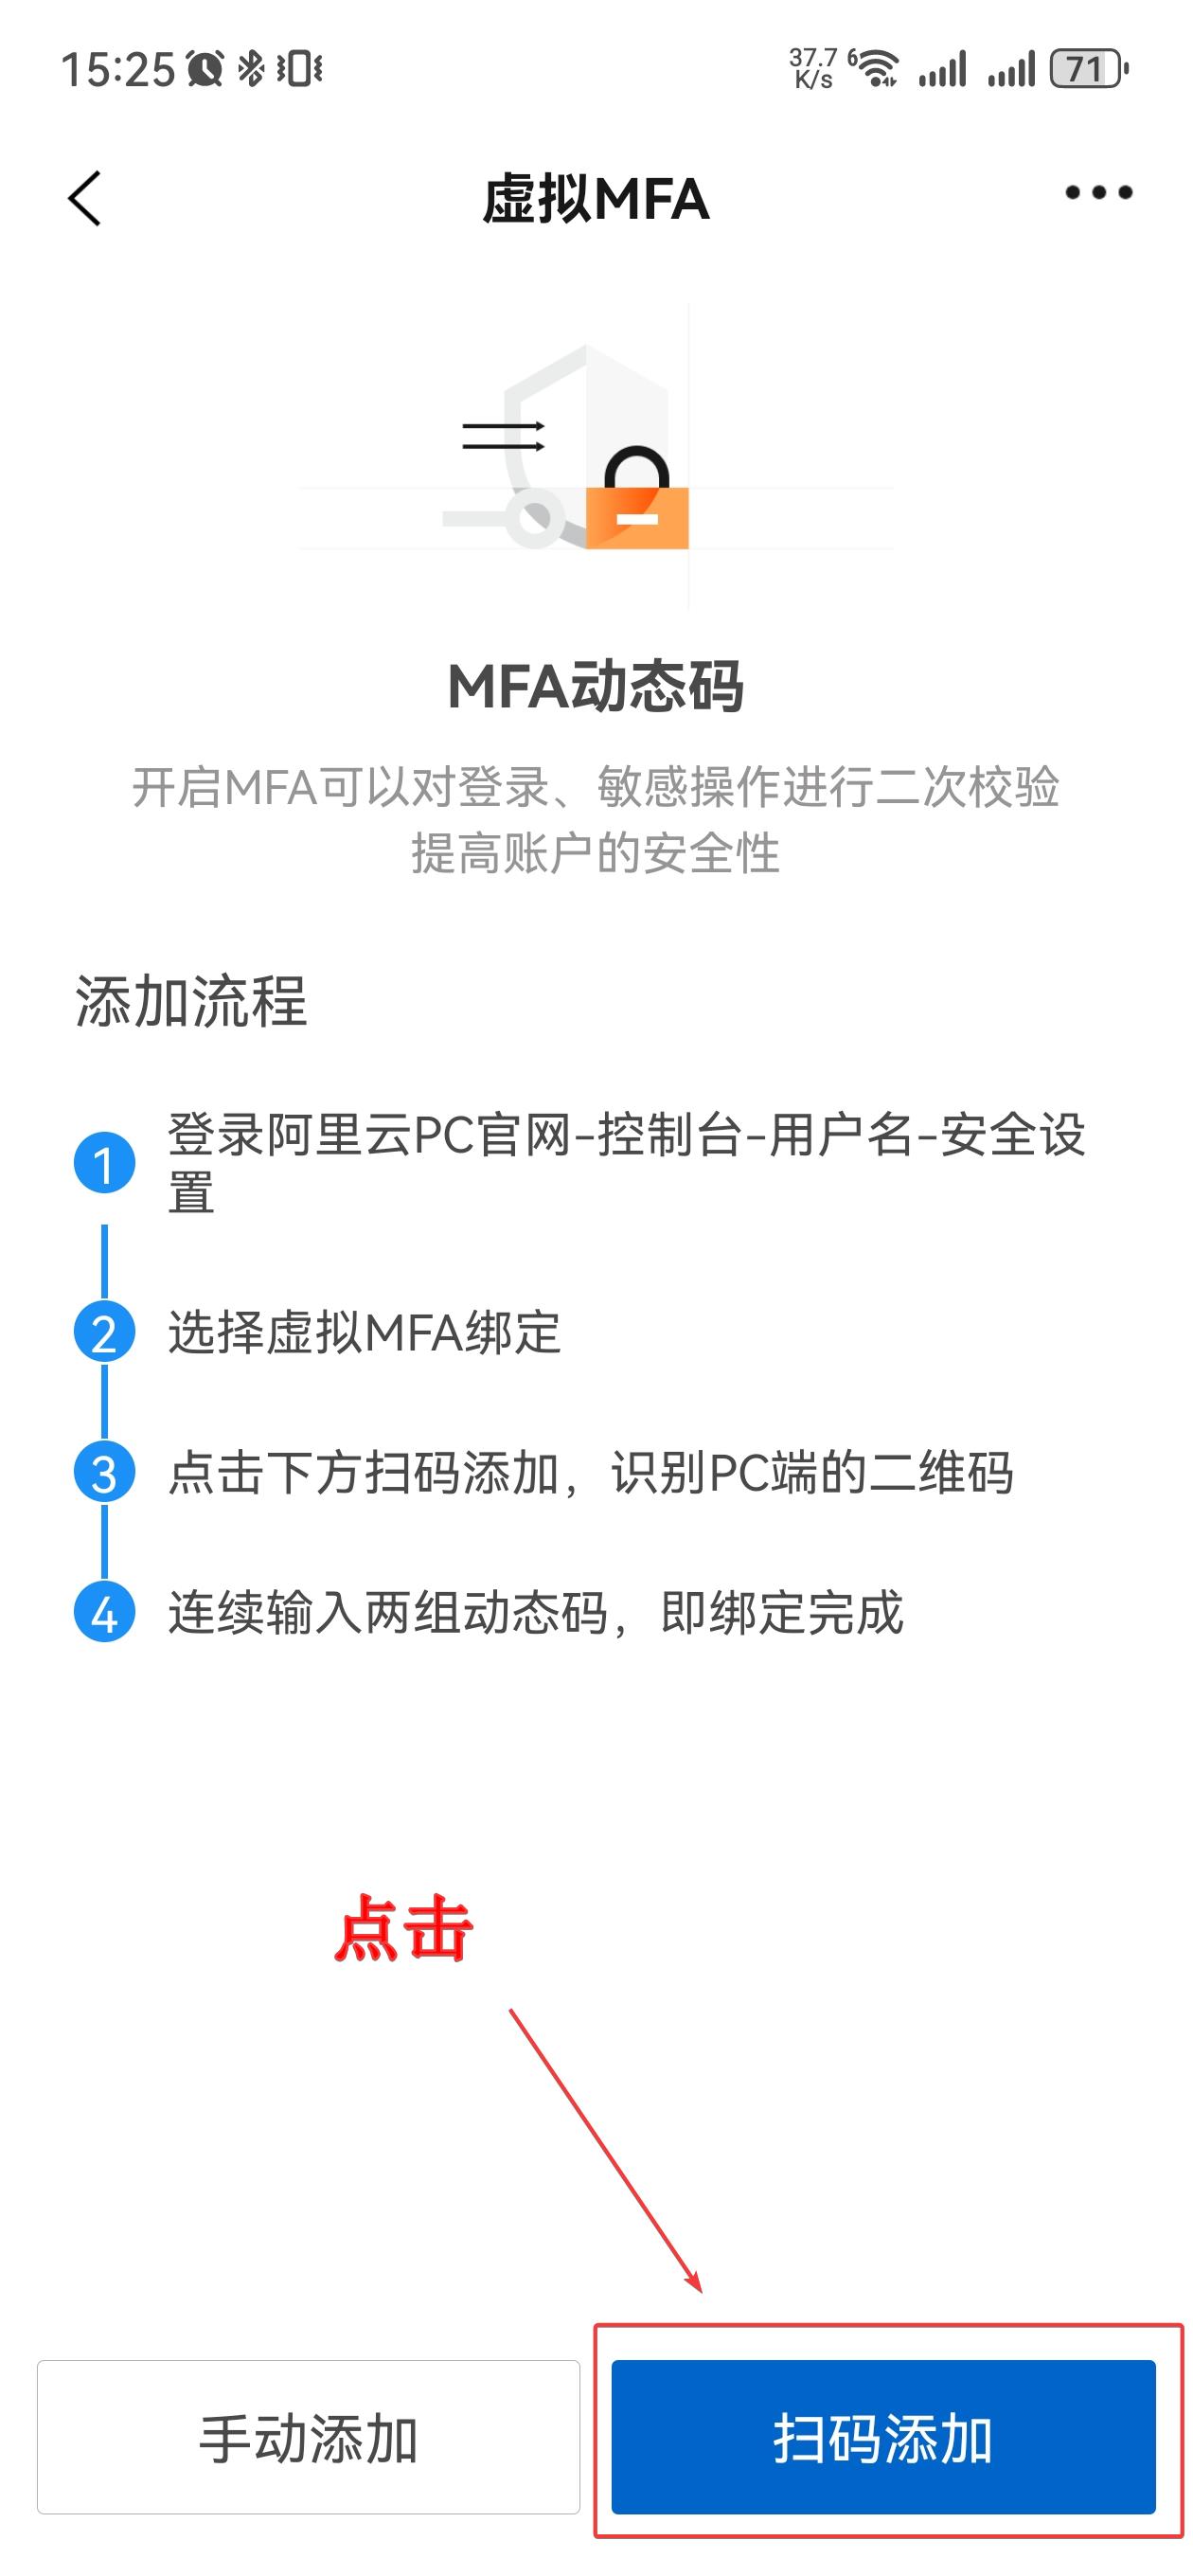 15:25
37.7
K/s
6
71
虚拟MFA
MFA动态码
开启MFA可以对登录、敏感操作进行二次校验
提高账户的安全性
添加流程
1
登录阿里云PC官网-控制台-用户名-安全设
置
2
选择虚拟MFA绑定
3
点击下方扫码添加，识别PC端的二维码
4
连续输入两组动态码，即绑定完成
点击
手动添加
扫码添加